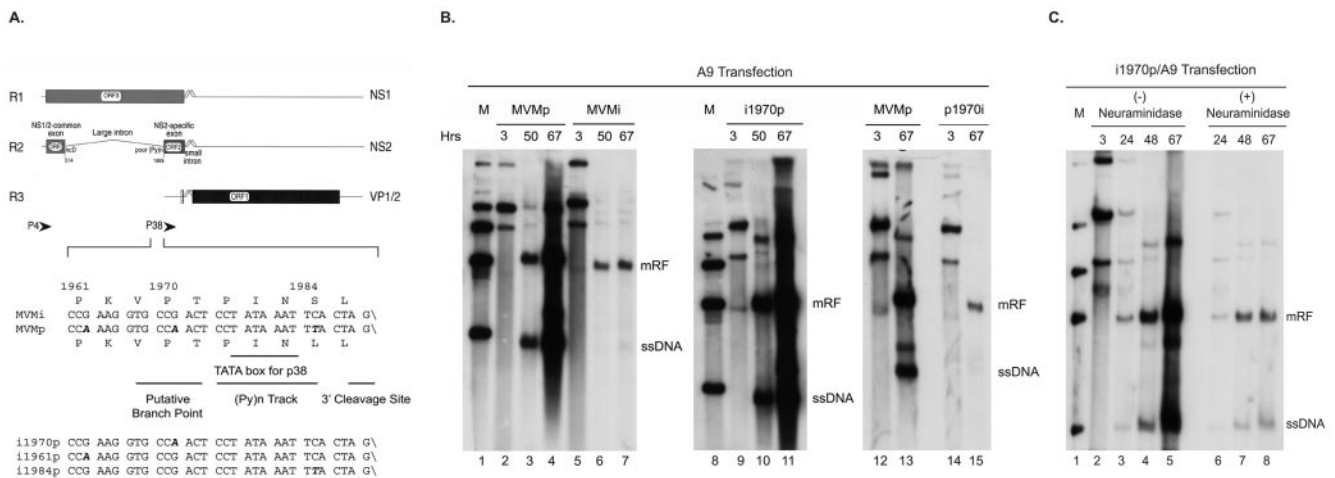 A.
R1
ORF3
NS1
NS1/2-common exon
Large intron
NS2-specific exon
R2
ncD
514
poor (Py)n
1989
ORF2
small intron
NS2
R3
ORF1
VP1/2
P4
P38
1961 1970 1984
P K V P T P I N S L
MVMi CCG AAG GTG CCG ACT CCT ATA AAT TCA CTA G\
MVMp CCA AAG GTG CCA ACT CCT ATA AAT TTA CTA G\
P K V P T P I N L L
TATA box for p38
Putative Branch Point
(Py)n Track
3' Cleavage Site
i1970p CCG AAG GTG CCA ACT CCT ATA AAT TCA CTA G\
i1961p CCA AAG GTG CCG ACT CCT ATA AAT TCA CTA G\
i1984p CCG AAG GTG CCG ACT CCT ATA AAT TTA CTA G\
B.
A9 Transfection
M MVMp MVMi M i1970p MVMp p1970i
Hrs 3 50 67 3 50 67 3 50 67 3 67 3 67
mRF
ssDNA
mRF
ssDNA
mRF
ssDNA
1 2 3 4 5 6 7 8 9 10 11 12 13 14 15
C.
i1970p/A9 Transfection
(-) Neuraminidase
(+) Neuraminidase
M
3 24 48 67 24 48 67
mRF
ssDNA
1 2 3 4 5 6 7 8